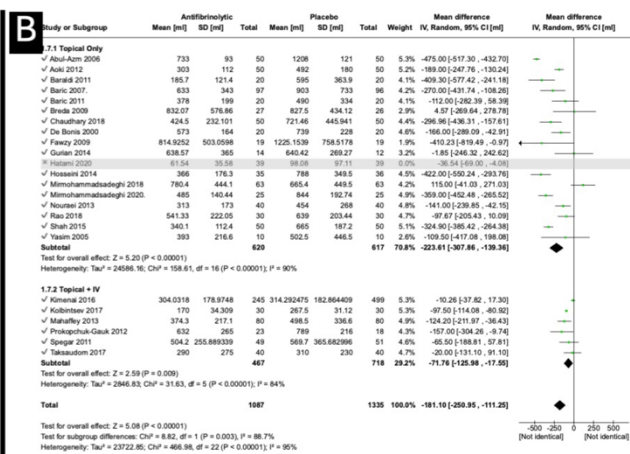 B
Antifibrinolytic Placebo Mean difference Mean difference
Study or Subgroup Mean [ml] SD [ml] Total Mean [ml] SD [ml] Total Weight IV, Random, 95% CI [ml] IV, Random, 95% CI [ml]
1.7.1 Topical Only
✓ Abul-Azm 2006 733 93 50 1208 121 50 5.2% -475.00 [-517.30 , -432.70]
✓ Aoki 2012 303 112 50 492 180 50 5.1% -189.00 [-247.76 , -130.24]
✓ Baraldi 2011 185.7 121.4 20 595 363.9 20 4.1% -409.30 [-577.42 , -241.18]
✓ Baric 2007. 633 343 97 903 733 96 4.2% -270.00 [-431.74 , -108.26]
✓ Baric 2011 378 199 20 490 334 20 4.1% -112.00 [-282.39 , 58.39]
✓ Breda 2009 832.07 576.86 27 827.5 434.12 26 2.9% 4.57 [-269.64 , 278.78]
✓ Chaudhary 2018 424.5 232.101 50 721.46 445.941 50 4.5% -296.96 [-436.31 , -157.61]
✓ De Bonis 2000 573 164 20 739 228 20 4.6% -166.00 [-289.09 , -42.91]
✓ Fawzy 2009 814.9252 503.0598 19 1225.1539 758.5178 19 1.8% -410.23 [-819.49 , -0.97]
✓ Gurian 2014 638.57 365 14 640.42 269.27 12 3.2% -1.85 [-246.32 , 242.62]
✕ Hatami 2020 61.54 35.58 39 98.08 97.11 39 0.0% -36.54 [-69.00 , -4.08]
✓ Hosseini 2014 366 176.3 35 788 349.5 36 4.5% -422.00 [-550.24 , -293.76]
✓ Mirmohammadsadeghi 2018 780.4 444.1 63 665.4 449.5 63 4.3% 115.00 [-41.03 , 271.03]
✓ Mirmohammadsadeghi 2020. 485 140.44 25 844 192.74 25 4.9% -359.00 [-452.48 , -265.52]
✓ Nouraei 2013 313 173 40 454 268 40 4.8% -141.00 [-239.85 , -42.15]
✓ Rao 2018 541.33 222.05 30 639 203.44 30 4.8% -97.67 [-205.43 , 10.09]
✓ Shah 2015 340.1 112.4 50 665 187.2 50 5.1% -324.90 [-385.42 , -264.38]
✓ Yasim 2005 393 216.6 10 502.5 446.5 10 2.6% -109.50 [-417.08 , 198.08]
Subtotal 620 617 70.8% -223.61 [-307.86 , -139.36]
Test for overall effect: Z = 5.20 (P < 0.00001)
Heterogeneity: Tau² = 24586.16; Chi² = 158.61, df = 16 (P < 0.00001); I² = 90%
1.7.2 Topical + IV
✓ Kimenai 2016 304.0318 178.9748 245 314.292475 182.864409 499 5.2% -10.26 [-37.82 , 17.30]
✓ Kolbintsev 2017 170 34.309 30 267.5 31.12 30 5.3% -97.50 [-114.08 , -80.92]
✓ Mahaffey 2013 374.3 217.1 80 498.5 336.6 80 4.9% -124.20 [-211.97 , -36.43]
✓ Prokopchuk-Gauk 2012 632 265 23 789 216 18 4.3% -157.00 [-304.26 , -9.74]
✓ Spegar 2011 504.2 255.889339 49 569.7 365.682996 51 4.6% -65.50 [-188.81 , 57.81]
✓ Taksaudom 2017 290 275 40 310 230 40 4.7% -20.00 [-131.10 , 91.10]
Subtotal 467 718 29.2% -71.76 [-125.98 , -17.55]
Test for overall effect: Z = 2.59 (P = 0.009)
Heterogeneity: Tau² = 2846.83; Chi² = 31.63, df = 5 (P < 0.00001); I² = 84%
Total 1087 1335 100.0% -181.10 [-250.95 , -111.25]
Test for overall effect: Z = 5.08 (P < 0.00001)
Test for subgroup differences: Chi² = 8.82, df = 1 (P = 0.003), I² = 88.7%
Heterogeneity: Tau² = 23722.85; Chi² = 466.98, df = 22 (P < 0.00001); I² = 95%
-500 -250 0 250 500
[Not identical] [Not identical]